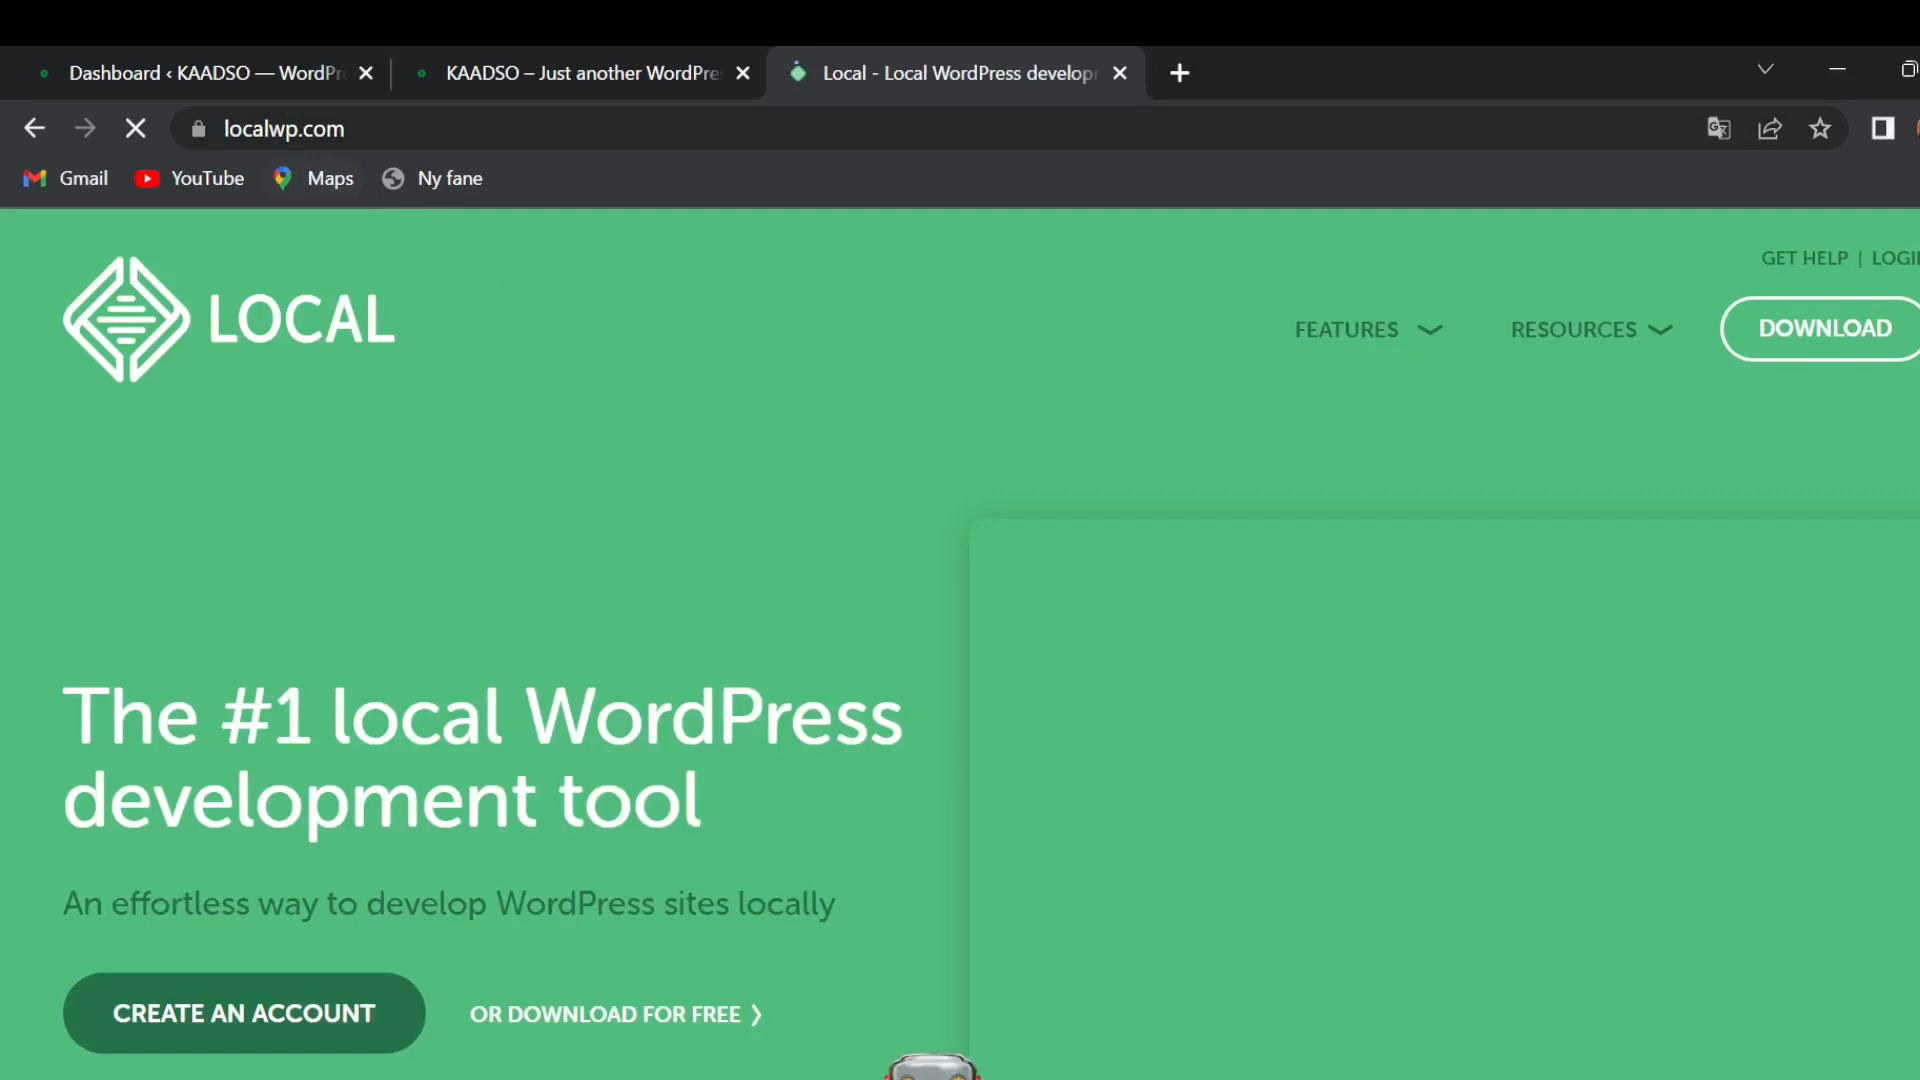 Dashboard ‹ KAADSO — WordPr
KAADSO – Just another WordPre
Local - Local WordPress develop
localwp.com
Gmail
YouTube
Maps
Ny fane
GET HELP | LOGI
LOCAL
FEATURES
RESOURCES
DOWNLOAD
The #1 local WordPress
development tool
An effortless way to develop WordPress sites locally
CREATE AN ACCOUNT
OR DOWNLOAD FOR FREE ❯